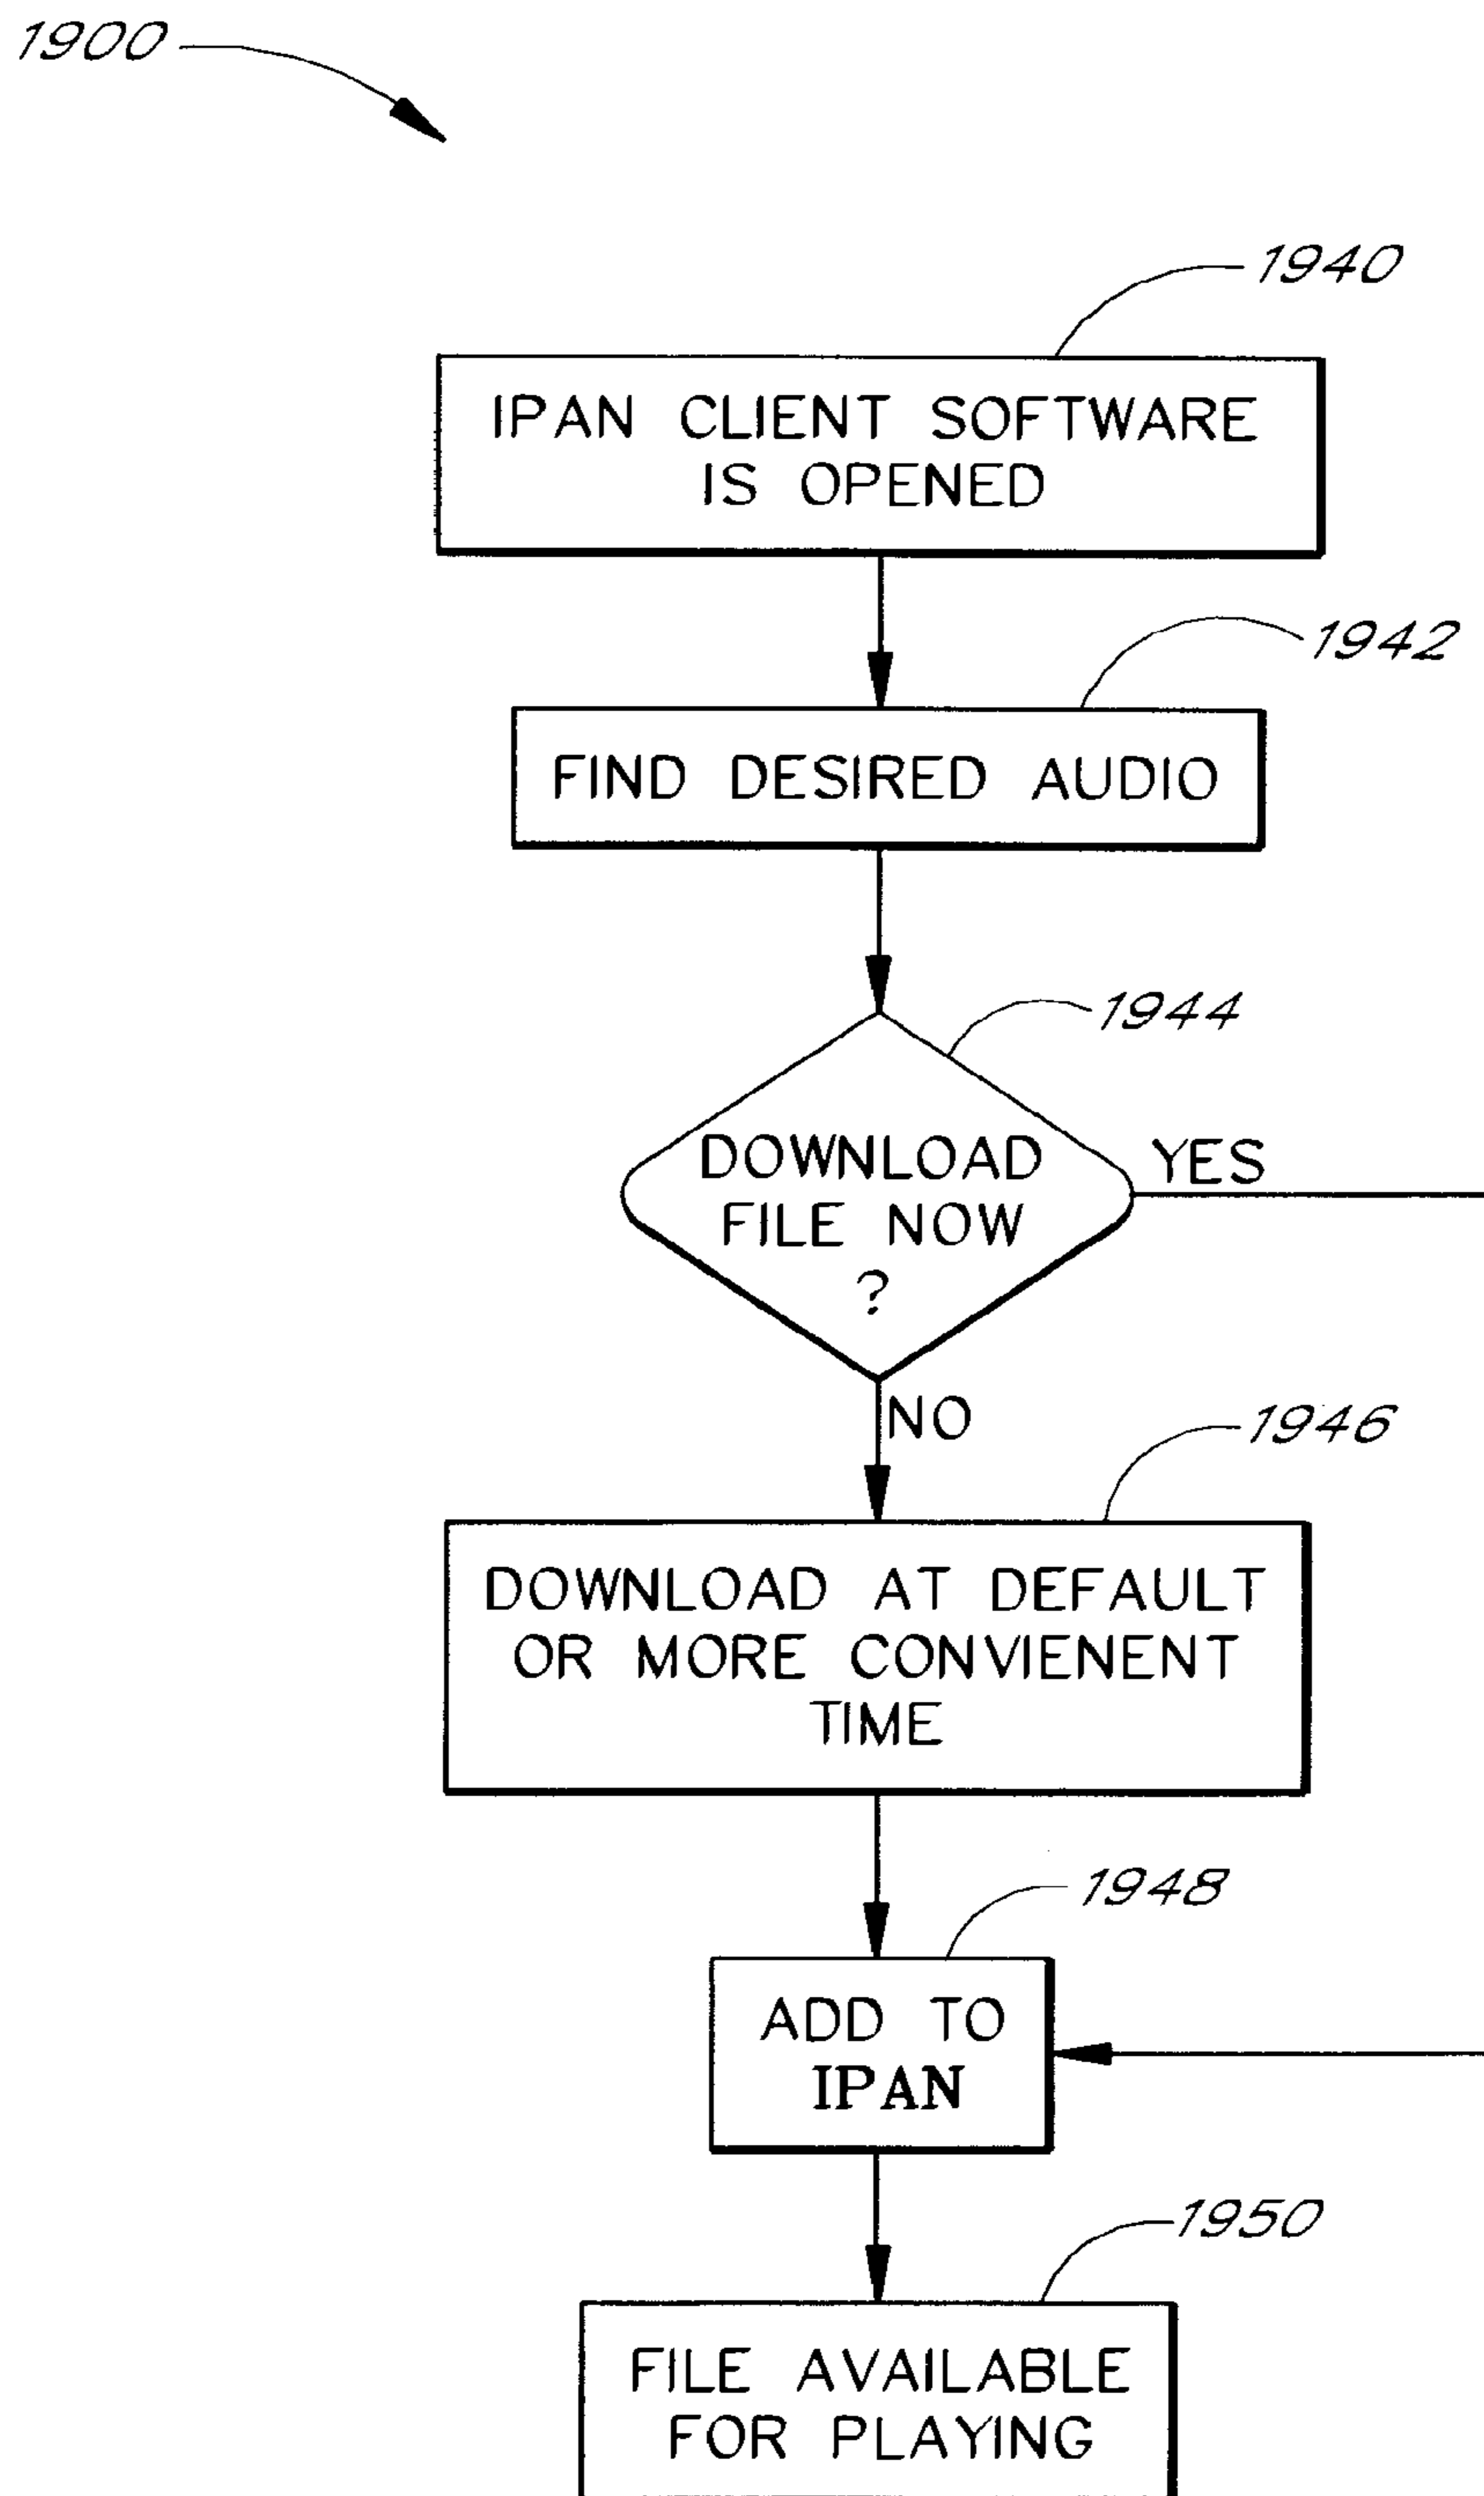 1900
1940
IPAN CLIENT SOFTWARE
IS OPENED
1942
FIND DESIRED AUDIO
1944
DOWNLOAD
FILE NOW
?
YES
NO
1946
DOWNLOAD AT DEFAULT
OR MORE CONVIENENT
TIME
1948
ADD TO
IPAN
1950
FILE AVAILABLE
FOR PLAYING